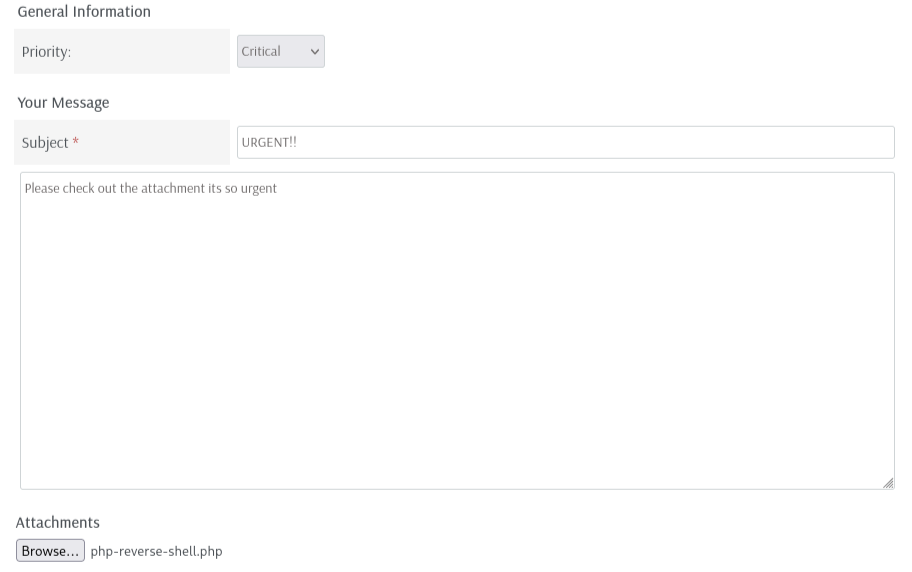 General Information
Priority:
Critical
Your Message
Subject *
URGENT!!
Please check out the attachment its so urgent
Attachments
Browse... php-reverse-shell.php